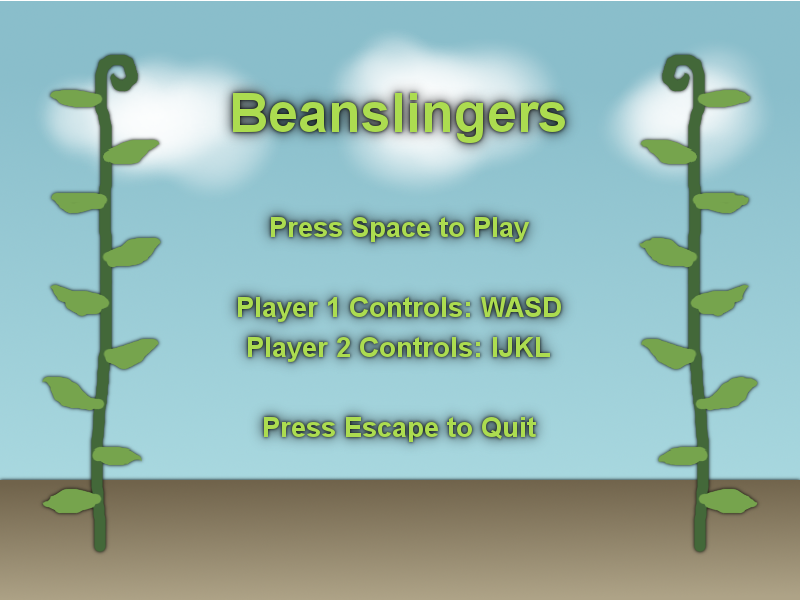 Beanslingers
Press Space to Play
Player 1 Controls: WASD
Player 2 Controls: IJKL
Press Escape to Quit